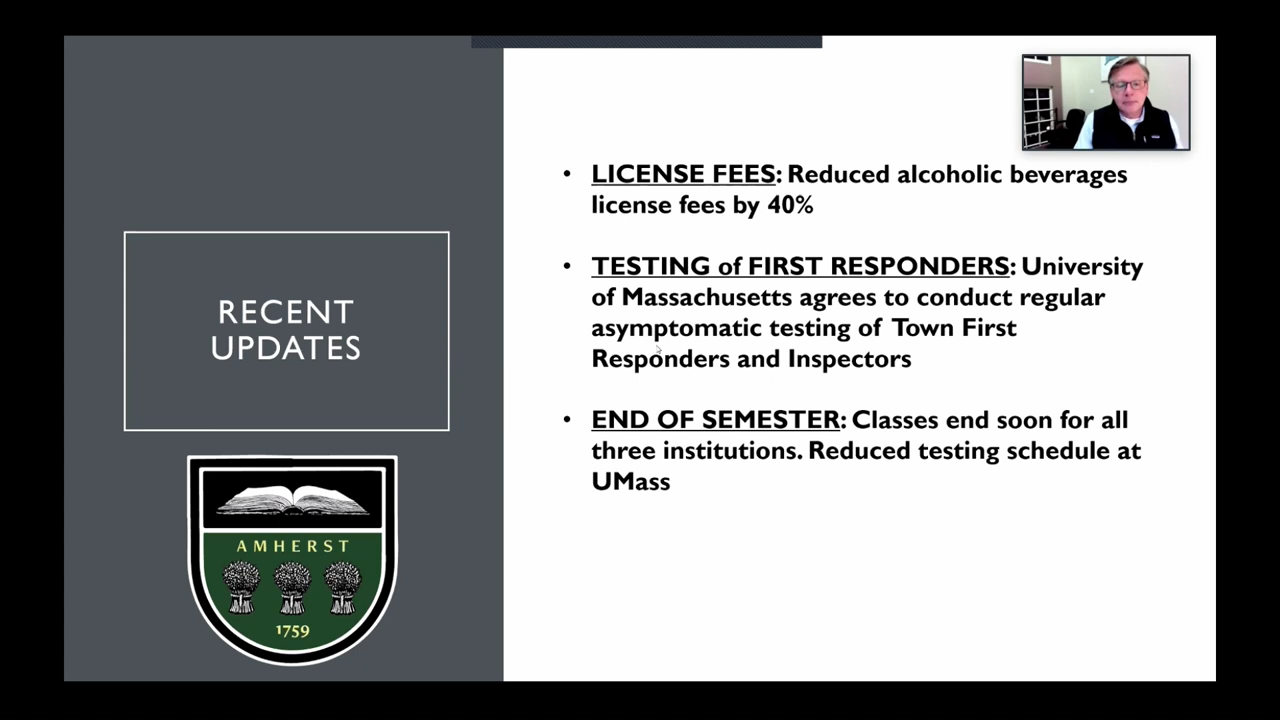 RECENT
UPDATES
AMHERST
1759
• LICENSE FEES: Reduced alcoholic beverages
license fees by 40%
• TESTING of FIRST RESPONDERS: University
of Massachusetts agrees to conduct regular
asymptomatic testing of Town First
Responders and Inspectors
• END OF SEMESTER: Classes end soon for all
three institutions. Reduced testing schedule at
UMass